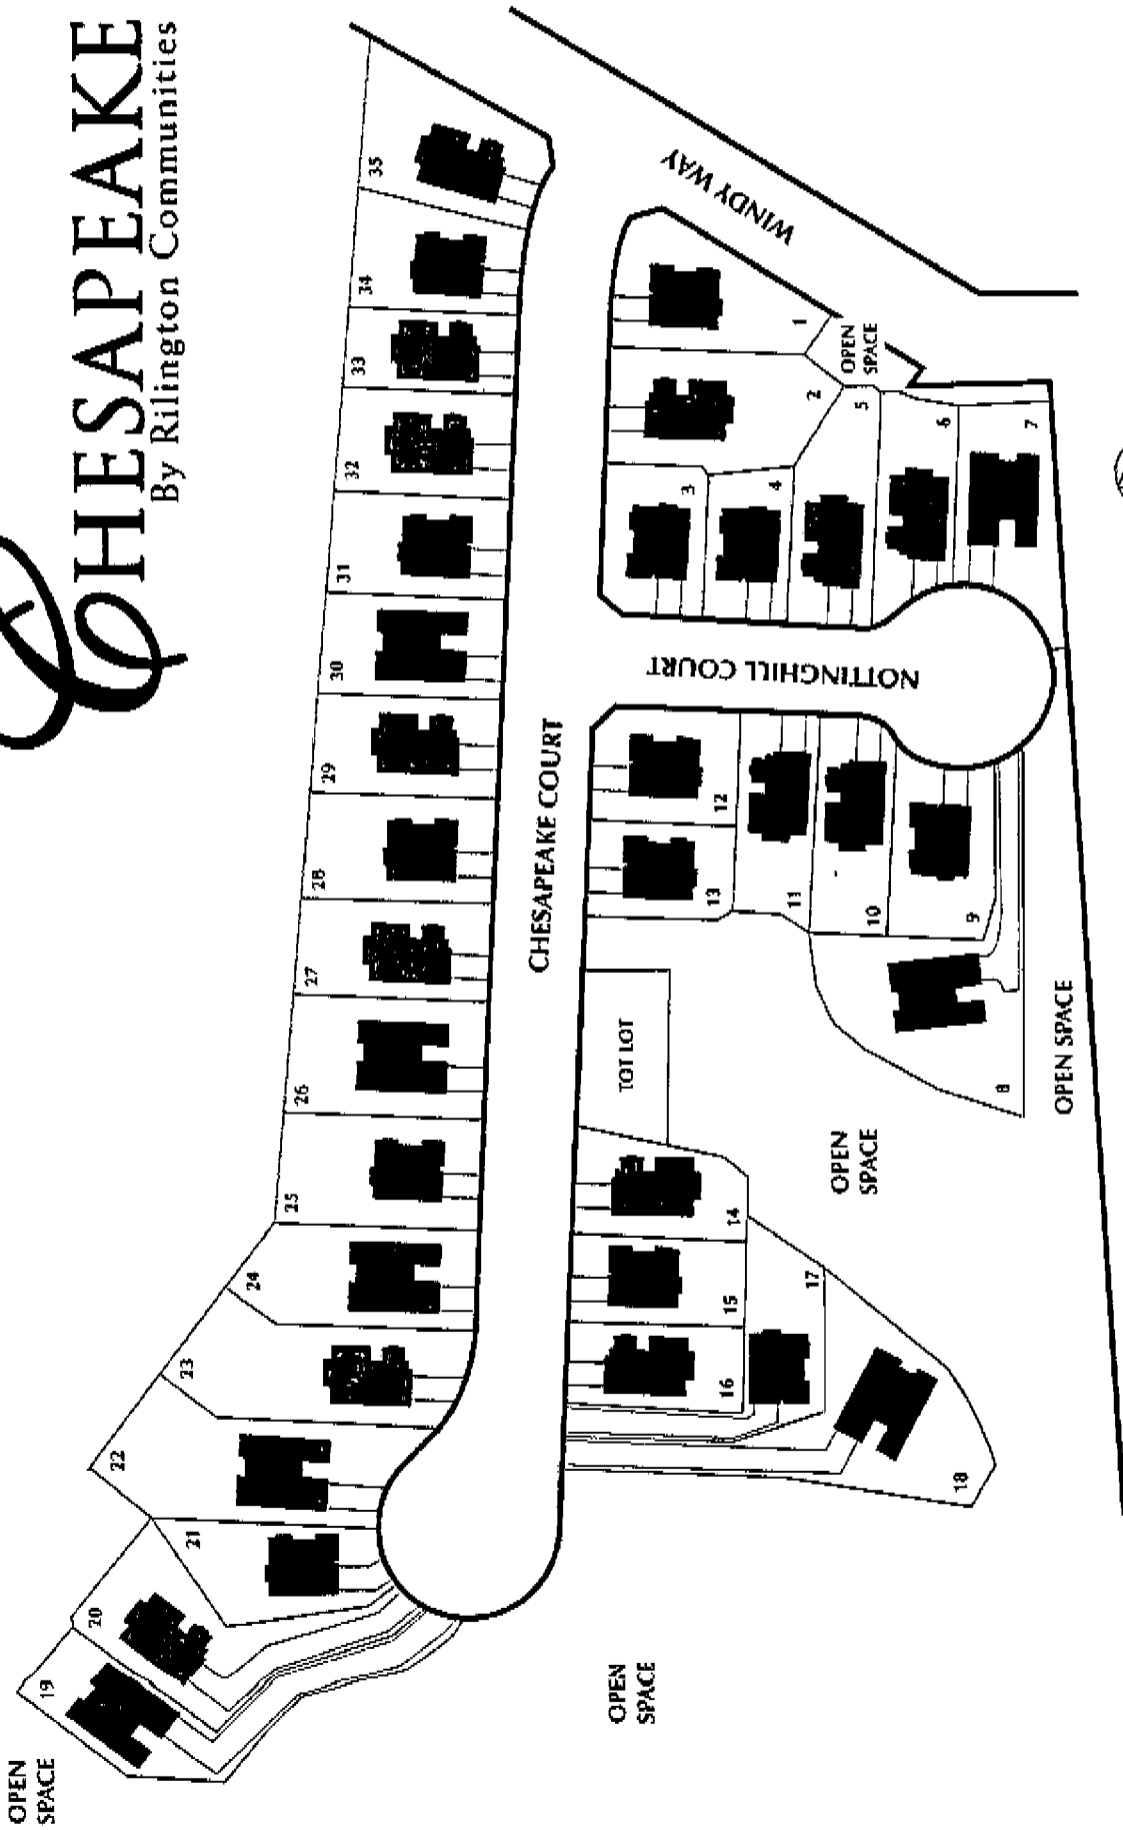 CHESAPEAKE
By Rilington Communities
35
34
33
32
31
30
29
28
27
26
25
24
23
22
21
20
19
OPEN
SPACE
WINDY WAY
CHESAPEAKE COURT
NOTTINGHILL COURT
1
2
OPEN
SPACE
3
4
5
6
7
12
13
11
10
9
8
TOT LOT
OPEN SPACE
OPEN
SPACE
14
15
16
17
18
OPEN
SPACE